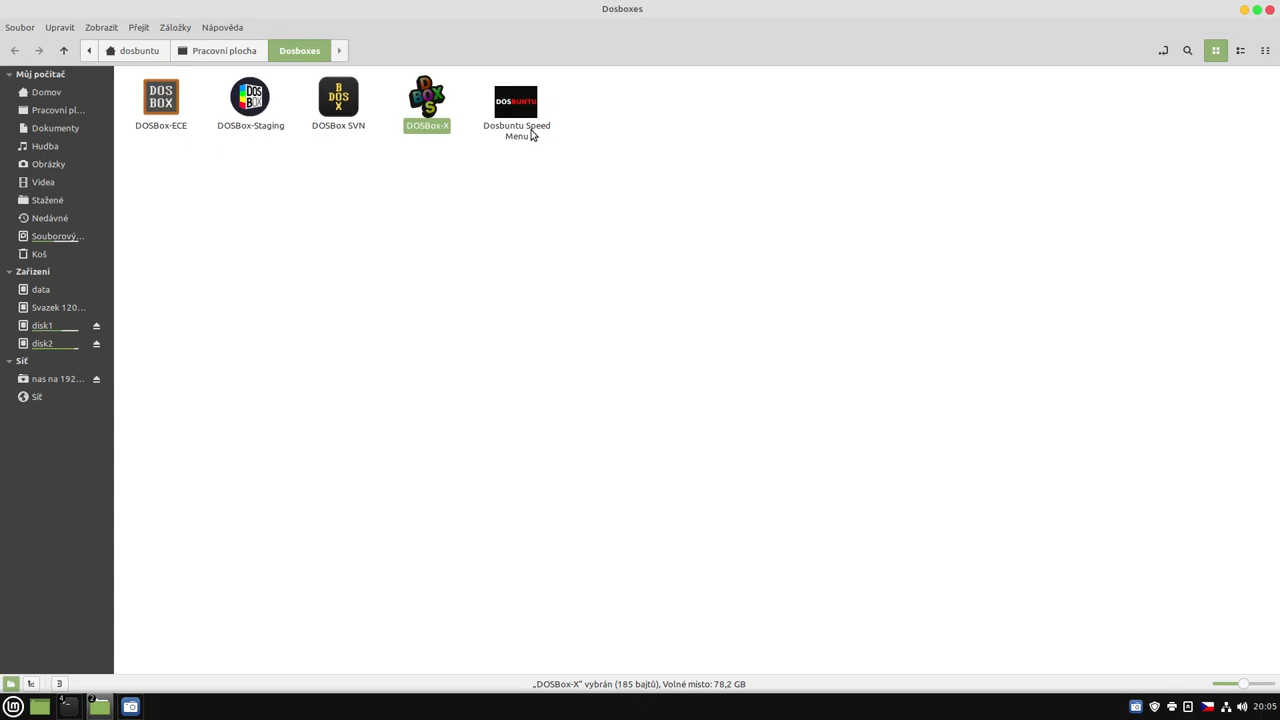 Dosboxes
Soubor Upravit Zobrazit Přejít Záložky Nápověda
dosbuntu Pracovní plocha Dosboxes
Můj počítač
Domov
Pracovní pl...
Dokumenty
Hudba
Obrázky
Videa
Stažené
Nedávné
Souborový...
Koš
Zařízení
data
Svazek 120...
disk1
disk2
Síť
nas na 192...
Síť
DOS
BOX
DOSBox-ECE
DOS
BOX
DOSBox-Staging
B
DOS
X
DOSBox SVN
D
BOX
S
DOSBox-X
DOSBUNTU
Dosbuntu Speed
Menu
„DOSBox-X" vybrán (185 bajtů), Volné místo: 78,2 GB
4
2
lm
20:05